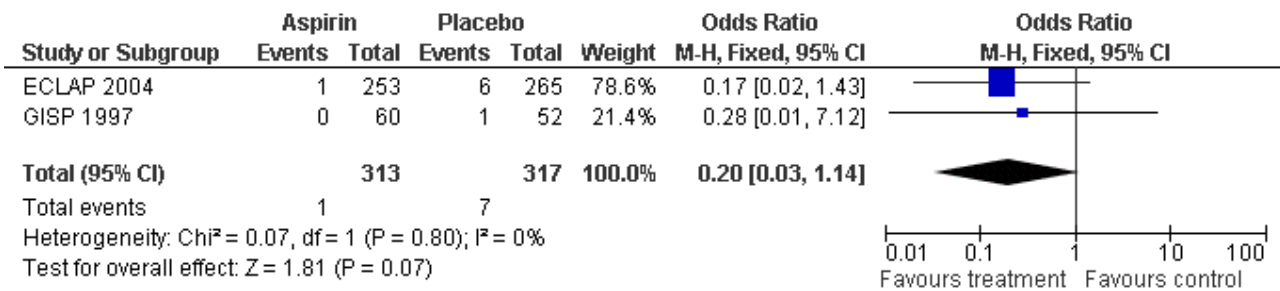 Aspirin Placebo Odds Ratio Odds Ratio
Study or Subgroup Events Total Events Total Weight M-H, Fixed, 95% CI M-H, Fixed, 95% CI
ECLAP 2004 1 253 6 265 78.6% 0.17 [0.02, 1.43]
GISP 1997 0 60 1 52 21.4% 0.28 [0.01, 7.12]
Total (95% CI) 313 317 100.0% 0.20 [0.03, 1.14]
Total events 1 7
Heterogeneity: Chi² = 0.07, df = 1 (P = 0.80); I² = 0%
Test for overall effect: Z = 1.81 (P = 0.07)
0.01 0.1 1 10 100
Favours treatment Favours control